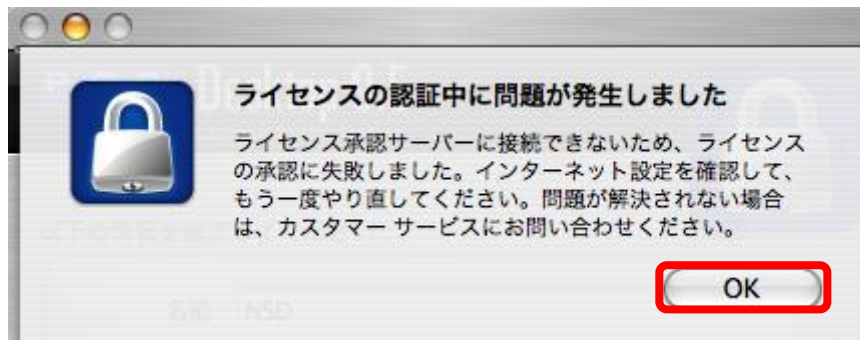 Desktop 9.5
ライセンスの認証中に問題が発生しました
ライセンス承認サーバーに接続できないため、ライセンス
の承認に失敗しました。インターネット設定を確認して、
もう一度やり直してください。問題が解決されない場合
は、カスタマー サービスにお問い合わせください。
OK
名前: NSD